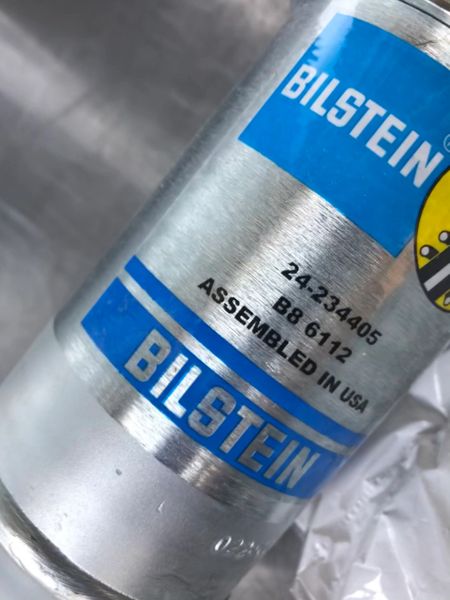 BILSTEIN
24-234405
B8 6112
ASSEMBLED IN USA
BILSTEIN